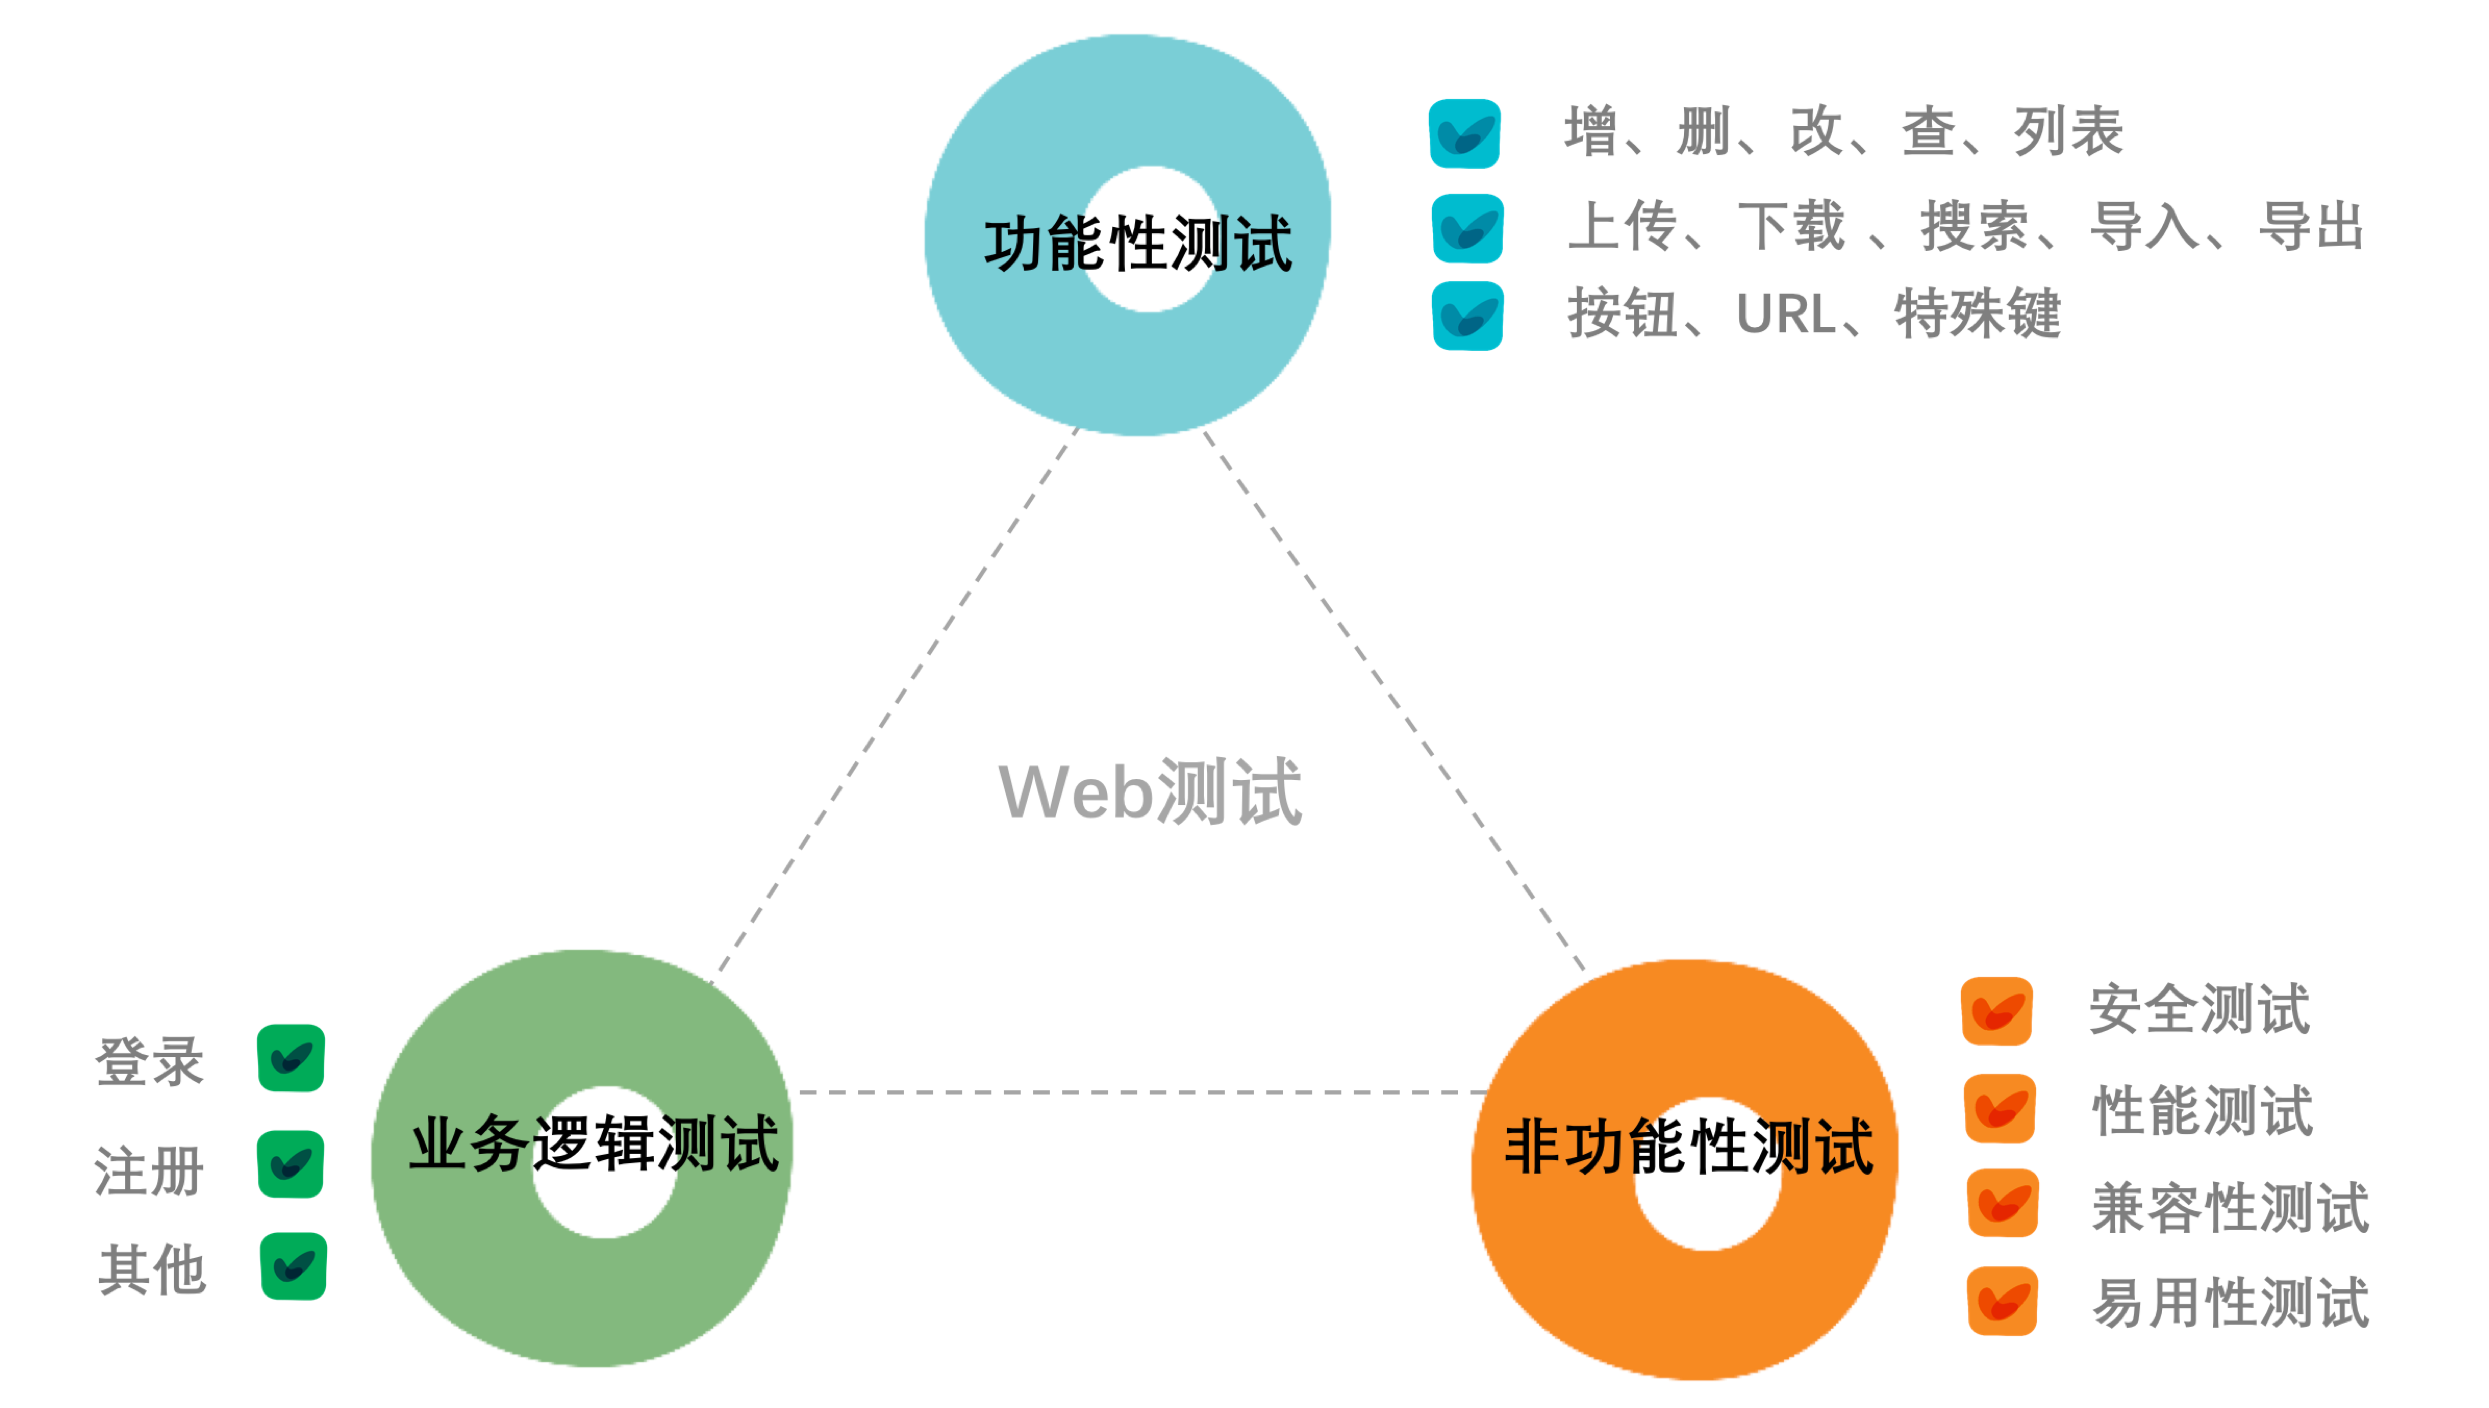 功能性测试
增、删、改、查、列表
上传、下载、搜素、导入、导出
按钮、URL、特殊键
Web测试
业务逻辑测试
登录
注册
其他
非功能性测试
安全测试
性能测试
兼容性测试
易用性测试